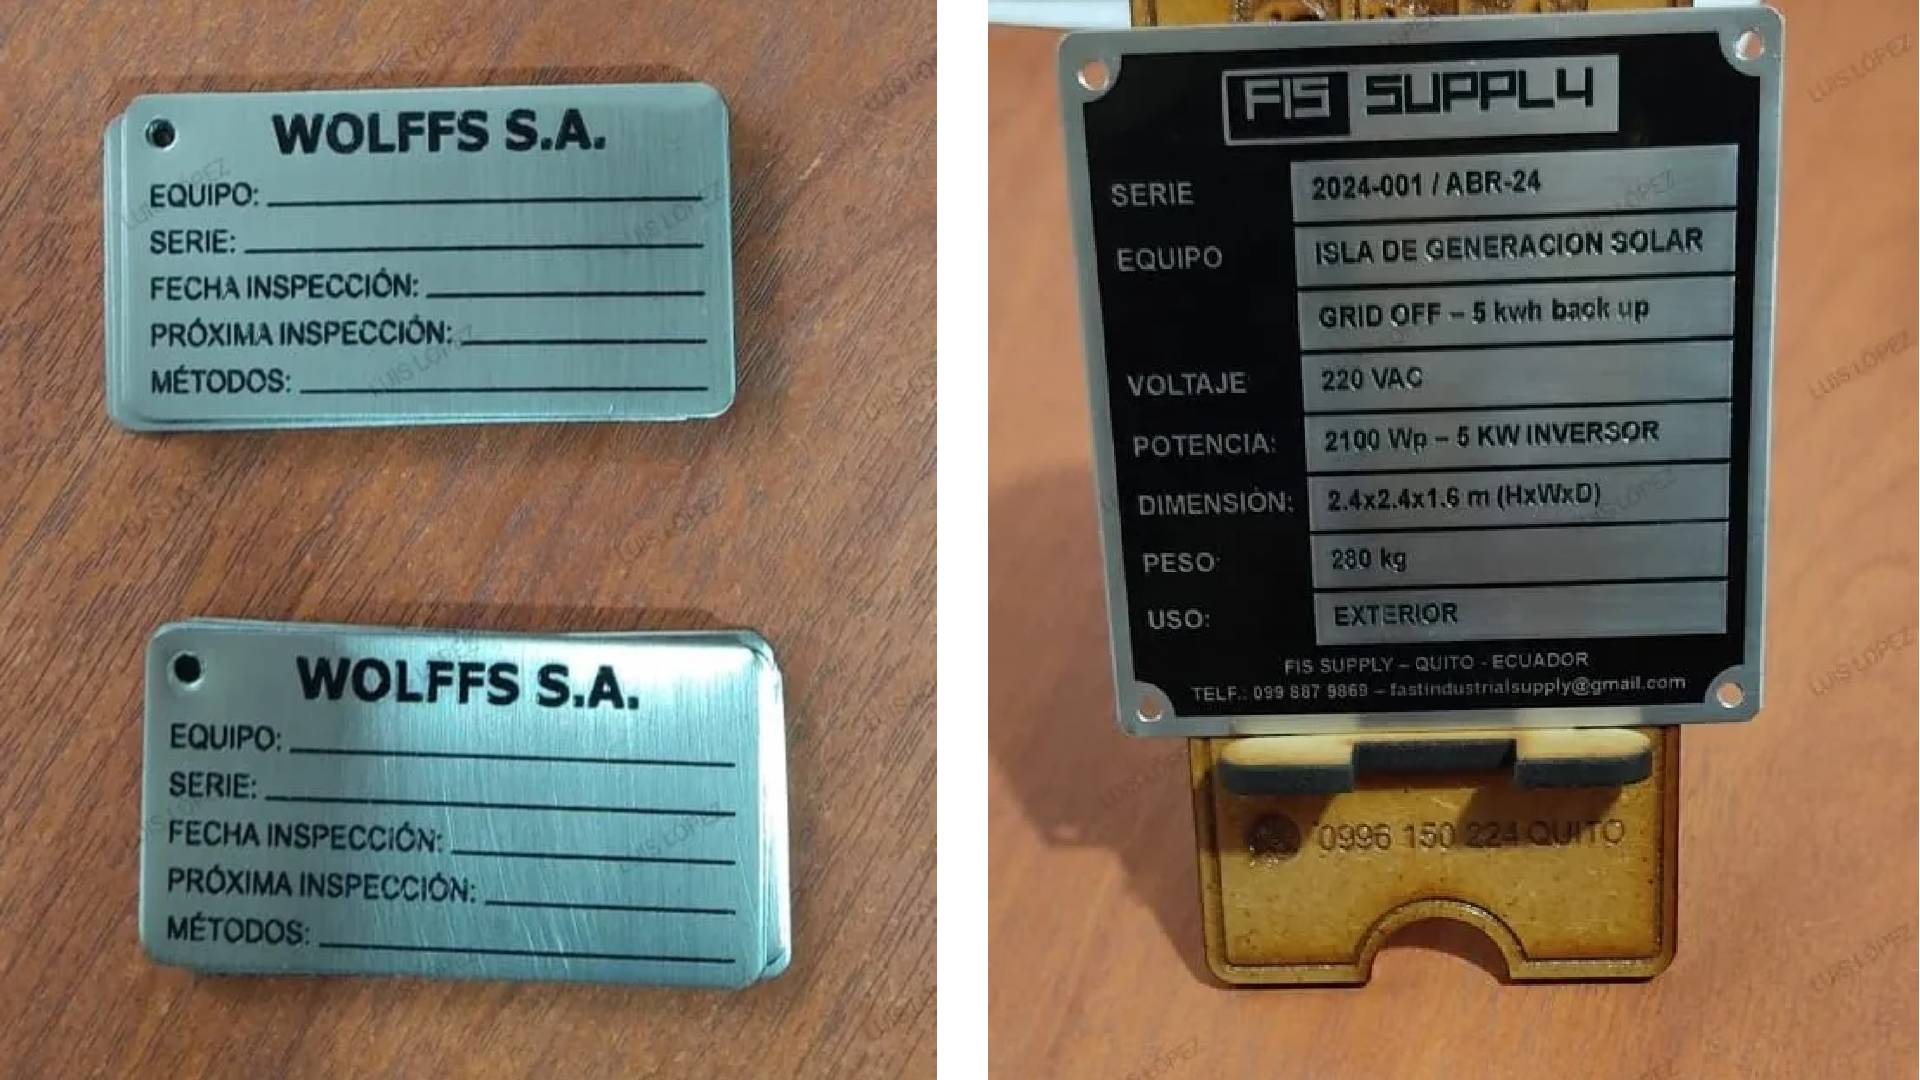 WOLFFS S.A.
EQUIPO:
SERIE:
FECHA INSPECCIÓN:
PRÓXIMA INSPECCIÓN:
MÉTODOS:
WOLFFS S.A.
EQUIPO:
SERIE:
FECHA INSPECCIÓN:
PRÓXIMA INSPECCIÓN:
MÉTODOS:
FIS SUPPLY
SERIE 2024-001 / ABR-24
EQUIPO ISLA DE GENERACION SOLAR
GRID OFF – 5 kwh back up
VOLTAJE 220 VAC
POTENCIA: 2100 Wp – 5 KW INVERSOR
DIMENSIÓN: 2.4x2.4x1.6 m (HxWxD)
PESO: 280 kg
USO: EXTERIOR
FIS SUPPLY – QUITO - ECUADOR
TELF.: 099 887 9869 – fastindustrialsupply@gmail.com
0996 150 224 QUITO
LUIS LÓPEZ